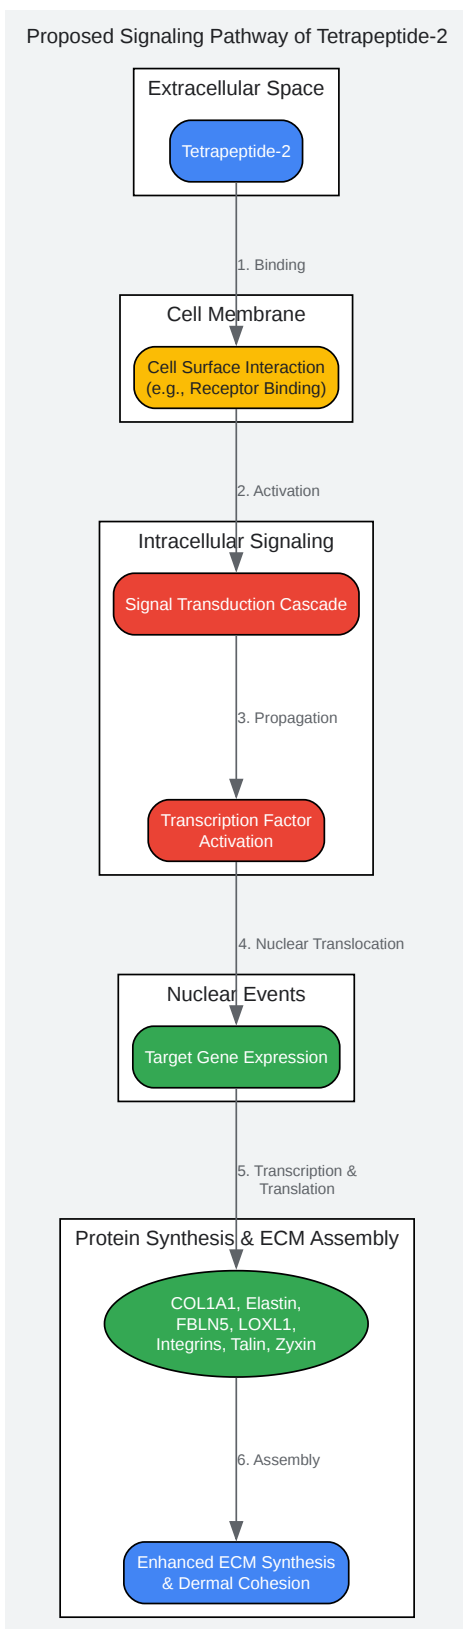 Proposed Signaling Pathway of Tetrapeptide-2
Extracellular Space
Tetrapeptide-2
1. Binding
Cell Membrane
Cell Surface Interaction
(e.g., Receptor Binding)
2. Activation
Intracellular Signaling
Signal Transduction Cascade
3. Propagation
Transcription Factor
Activation
4. Nuclear Translocation
Nuclear Events
Target Gene Expression
5. Transcription &
Translation
Protein Synthesis & ECM Assembly
COL1A1, Elastin,
FBLN5, LOXL1,
Integrins, Talin, Zyxin
6. Assembly
Enhanced ECM Synthesis
& Dermal Cohesion